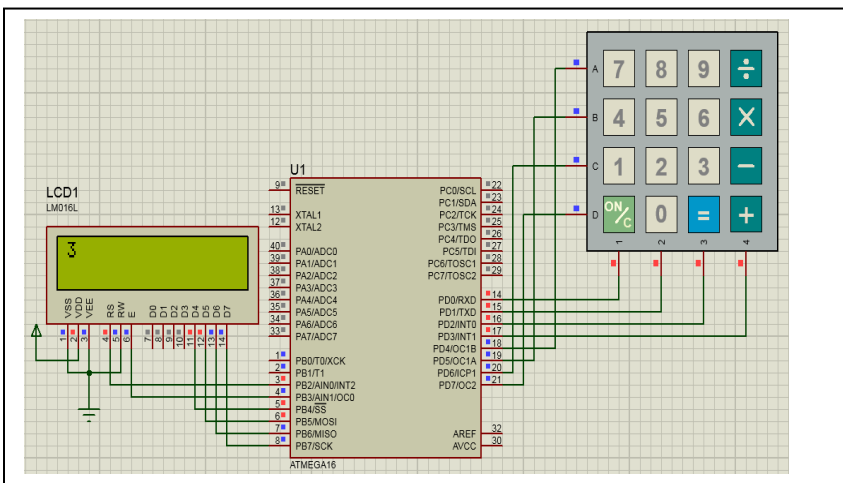 A
7 8 9 ÷
B
4 5 6 X
C
1 2 3 −
D
ON/C 0 = +
1 2 3 4
LCD1
LM016L
3
VSS VDD VEE RS RW E D0 D1 D2 D3 D4 D5 D6 D7
1 2 3 4 5 6 7 8 9 10 11 12 13 14
U1
9 RESET
13 XTAL1
12 XTAL2
40 PA0/ADC0
39 PA1/ADC1
38 PA2/ADC2
37 PA3/ADC3
36 PA4/ADC4
35 PA5/ADC5
34 PA6/ADC6
33 PA7/ADC7
1 PB0/T0/XCK
2 PB1/T1
3 PB2/AIN0/INT2
4 PB3/AIN1/OC0
5 PB4/SS
6 PB5/MOSI
7 PB6/MISO
8 PB7/SCK
PC0/SCL 22
PC1/SDA 23
PC2/TCK 24
PC3/TMS 25
PC4/TDO 26
PC5/TDI 27
PC6/TOSC1 28
PC7/TOSC2 29
PD0/RXD 14
PD1/TXD 15
PD2/INT0 16
PD3/INT1 17
PD4/OC1B 18
PD5/OC1A 19
PD6/ICP1 20
PD7/OC2 21
AREF 32
AVCC 30
ATMEGA16